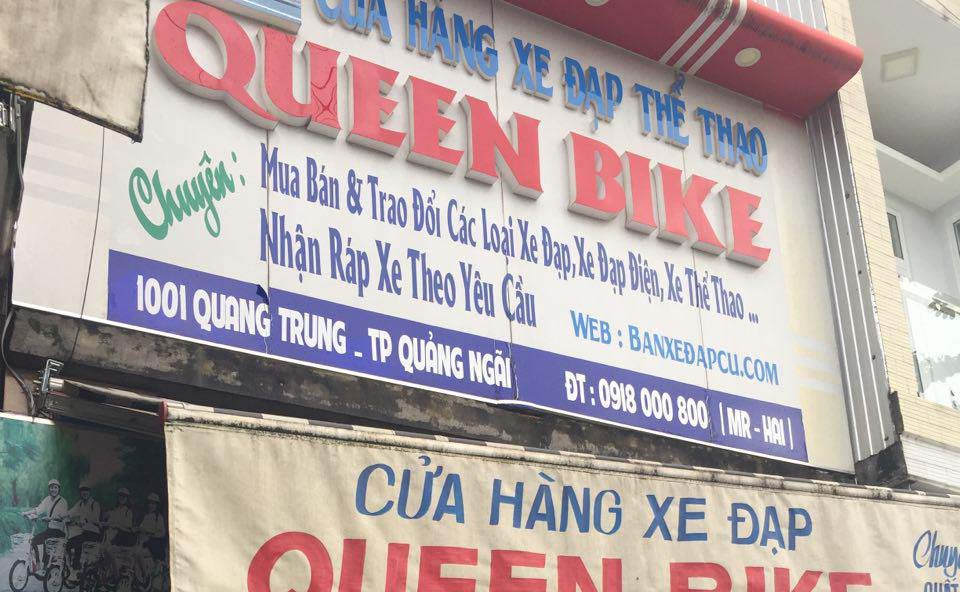 CỬA HÀNG XE ĐẠP THỂ THAO
QUEEN BIKE
Chuyên:
Mua Bán & Trao Đổi Các Loại Xe Đạp, Xe Đạp Điện, Xe Thể Thao ...
Nhận Ráp Xe Theo Yêu Cầu
WEB : BANXEĐAPCU.COM
1001 QUANG TRUNG - TP QUẢNG NGÃI
ĐT : 0918 000 800 ( MR - HAI )
CỬA HÀNG XE ĐẠP
QUEEN BIKE